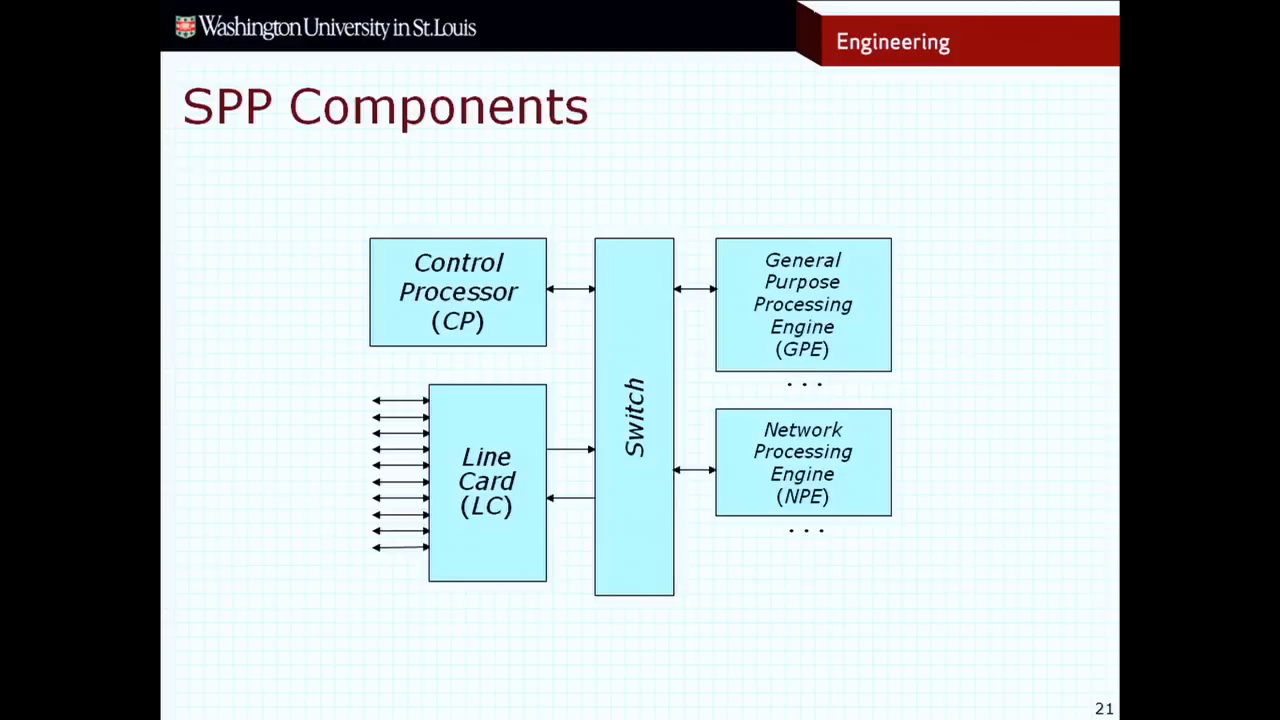 Washington University in St. Louis
Engineering
SPP Components
Control
Processor
(CP)
Line
Card
(LC)
Switch
General
Purpose
Processing
Engine
(GPE)
. . .
Network
Processing
Engine
(NPE)
. . .
21